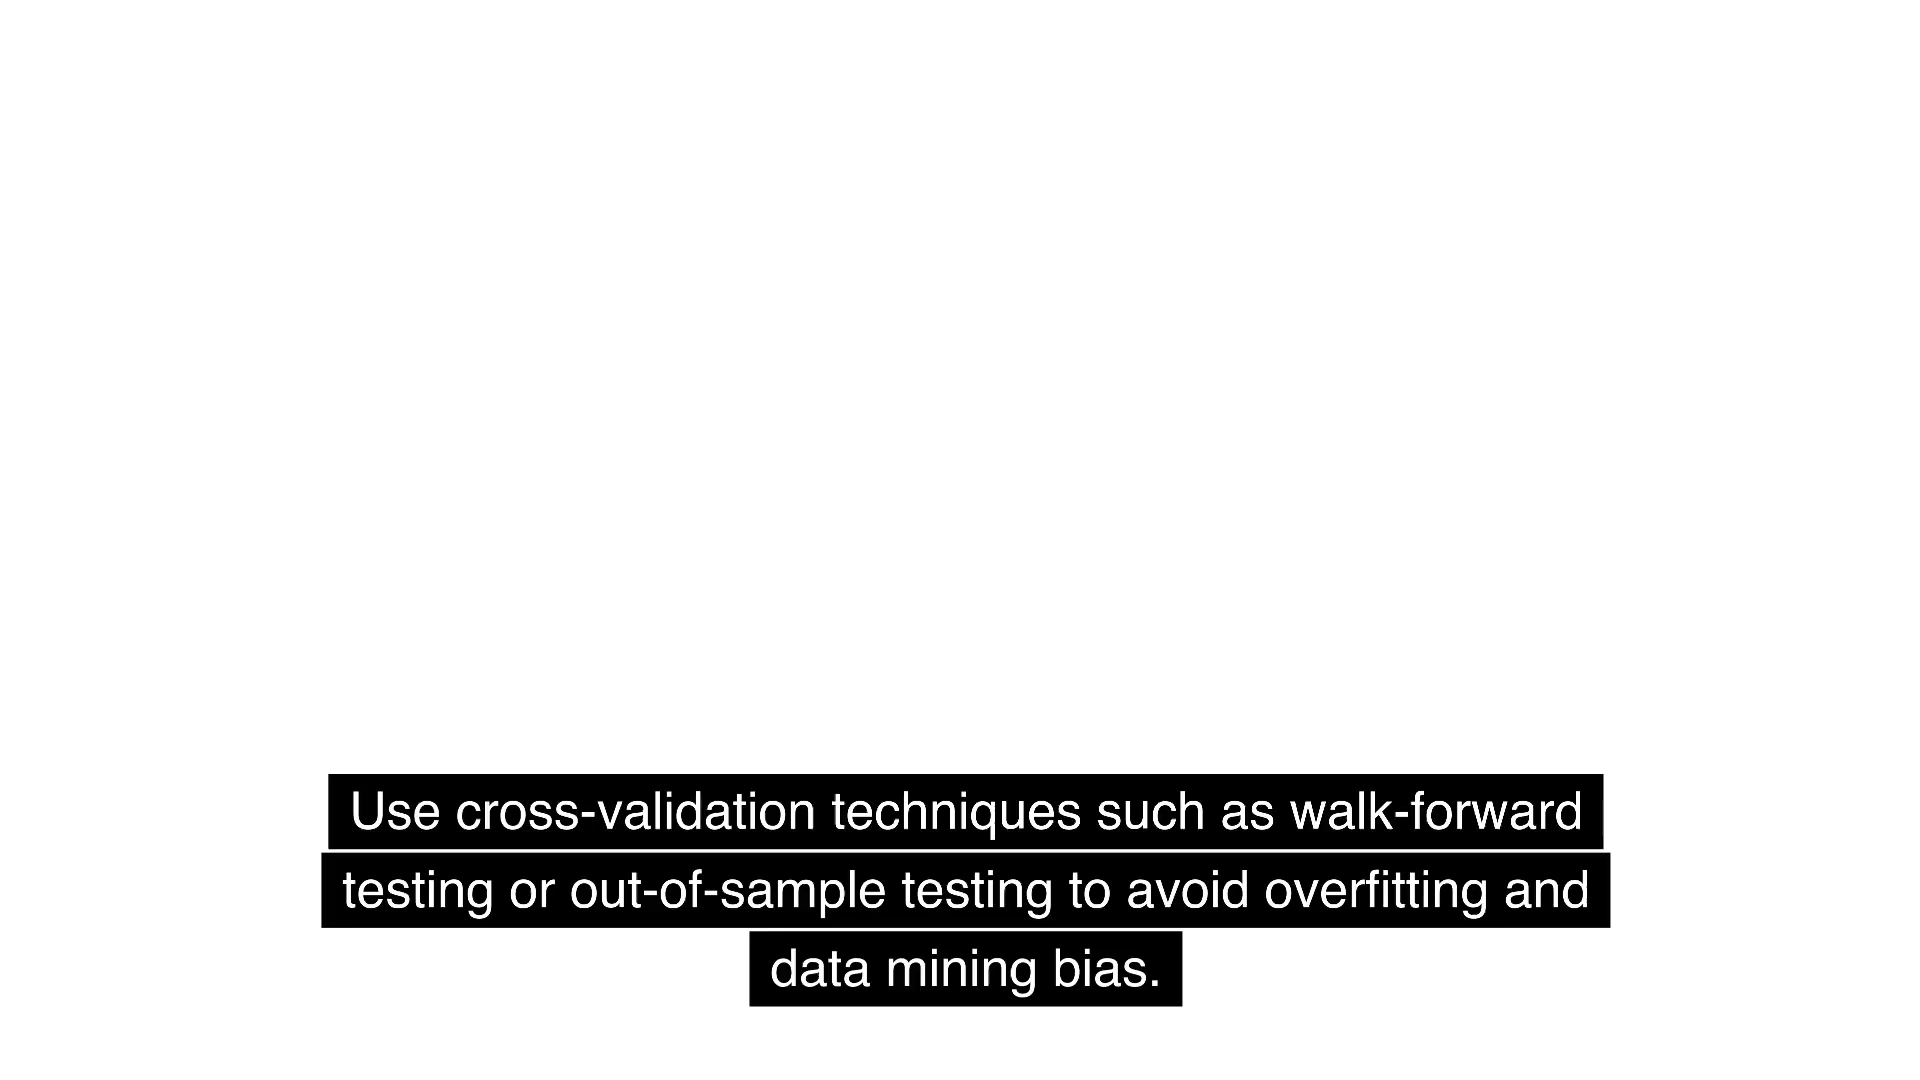 Use cross-validation techniques such as walk-forward
testing or out-of-sample testing to avoid overfitting and
data mining bias.